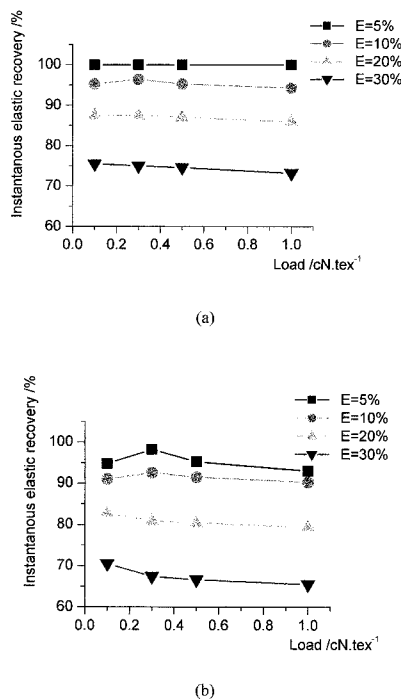 E=5%
E=10%
E=20%
E=30%
Instantanous elastic recovery /%
100
90
80
70
60
0.0 0.2 0.4 0.6 0.8 1.0
Load /cN.tex-1
(a)
E=5%
E=10%
E=20%
E=30%
Instantanous elastic recovery /%
100
90
80
70
60
0.0 0.2 0.4 0.6 0.8 1.0
Load /cN.tex-1
(b)